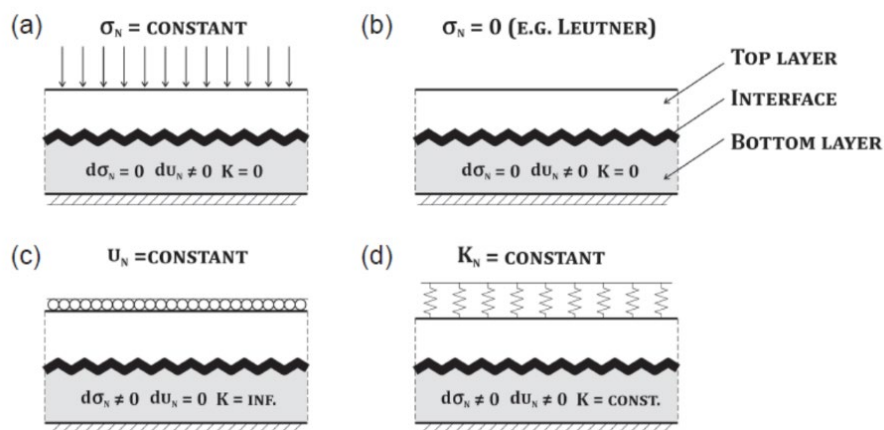 (a) σN = CONSTANT
dσN = 0 duN ≠ 0 K = 0
(b) σN = 0 (E.G. LEUTNER)
TOP LAYER
INTERFACE
BOTTOM LAYER
dσN = 0 duN ≠ 0 K = 0
(c) UN =CONSTANT
dσN ≠ 0 duN = 0 K = INF.
(d) KN = CONSTANT
dσN ≠ 0 duN ≠ 0 K = CONST.